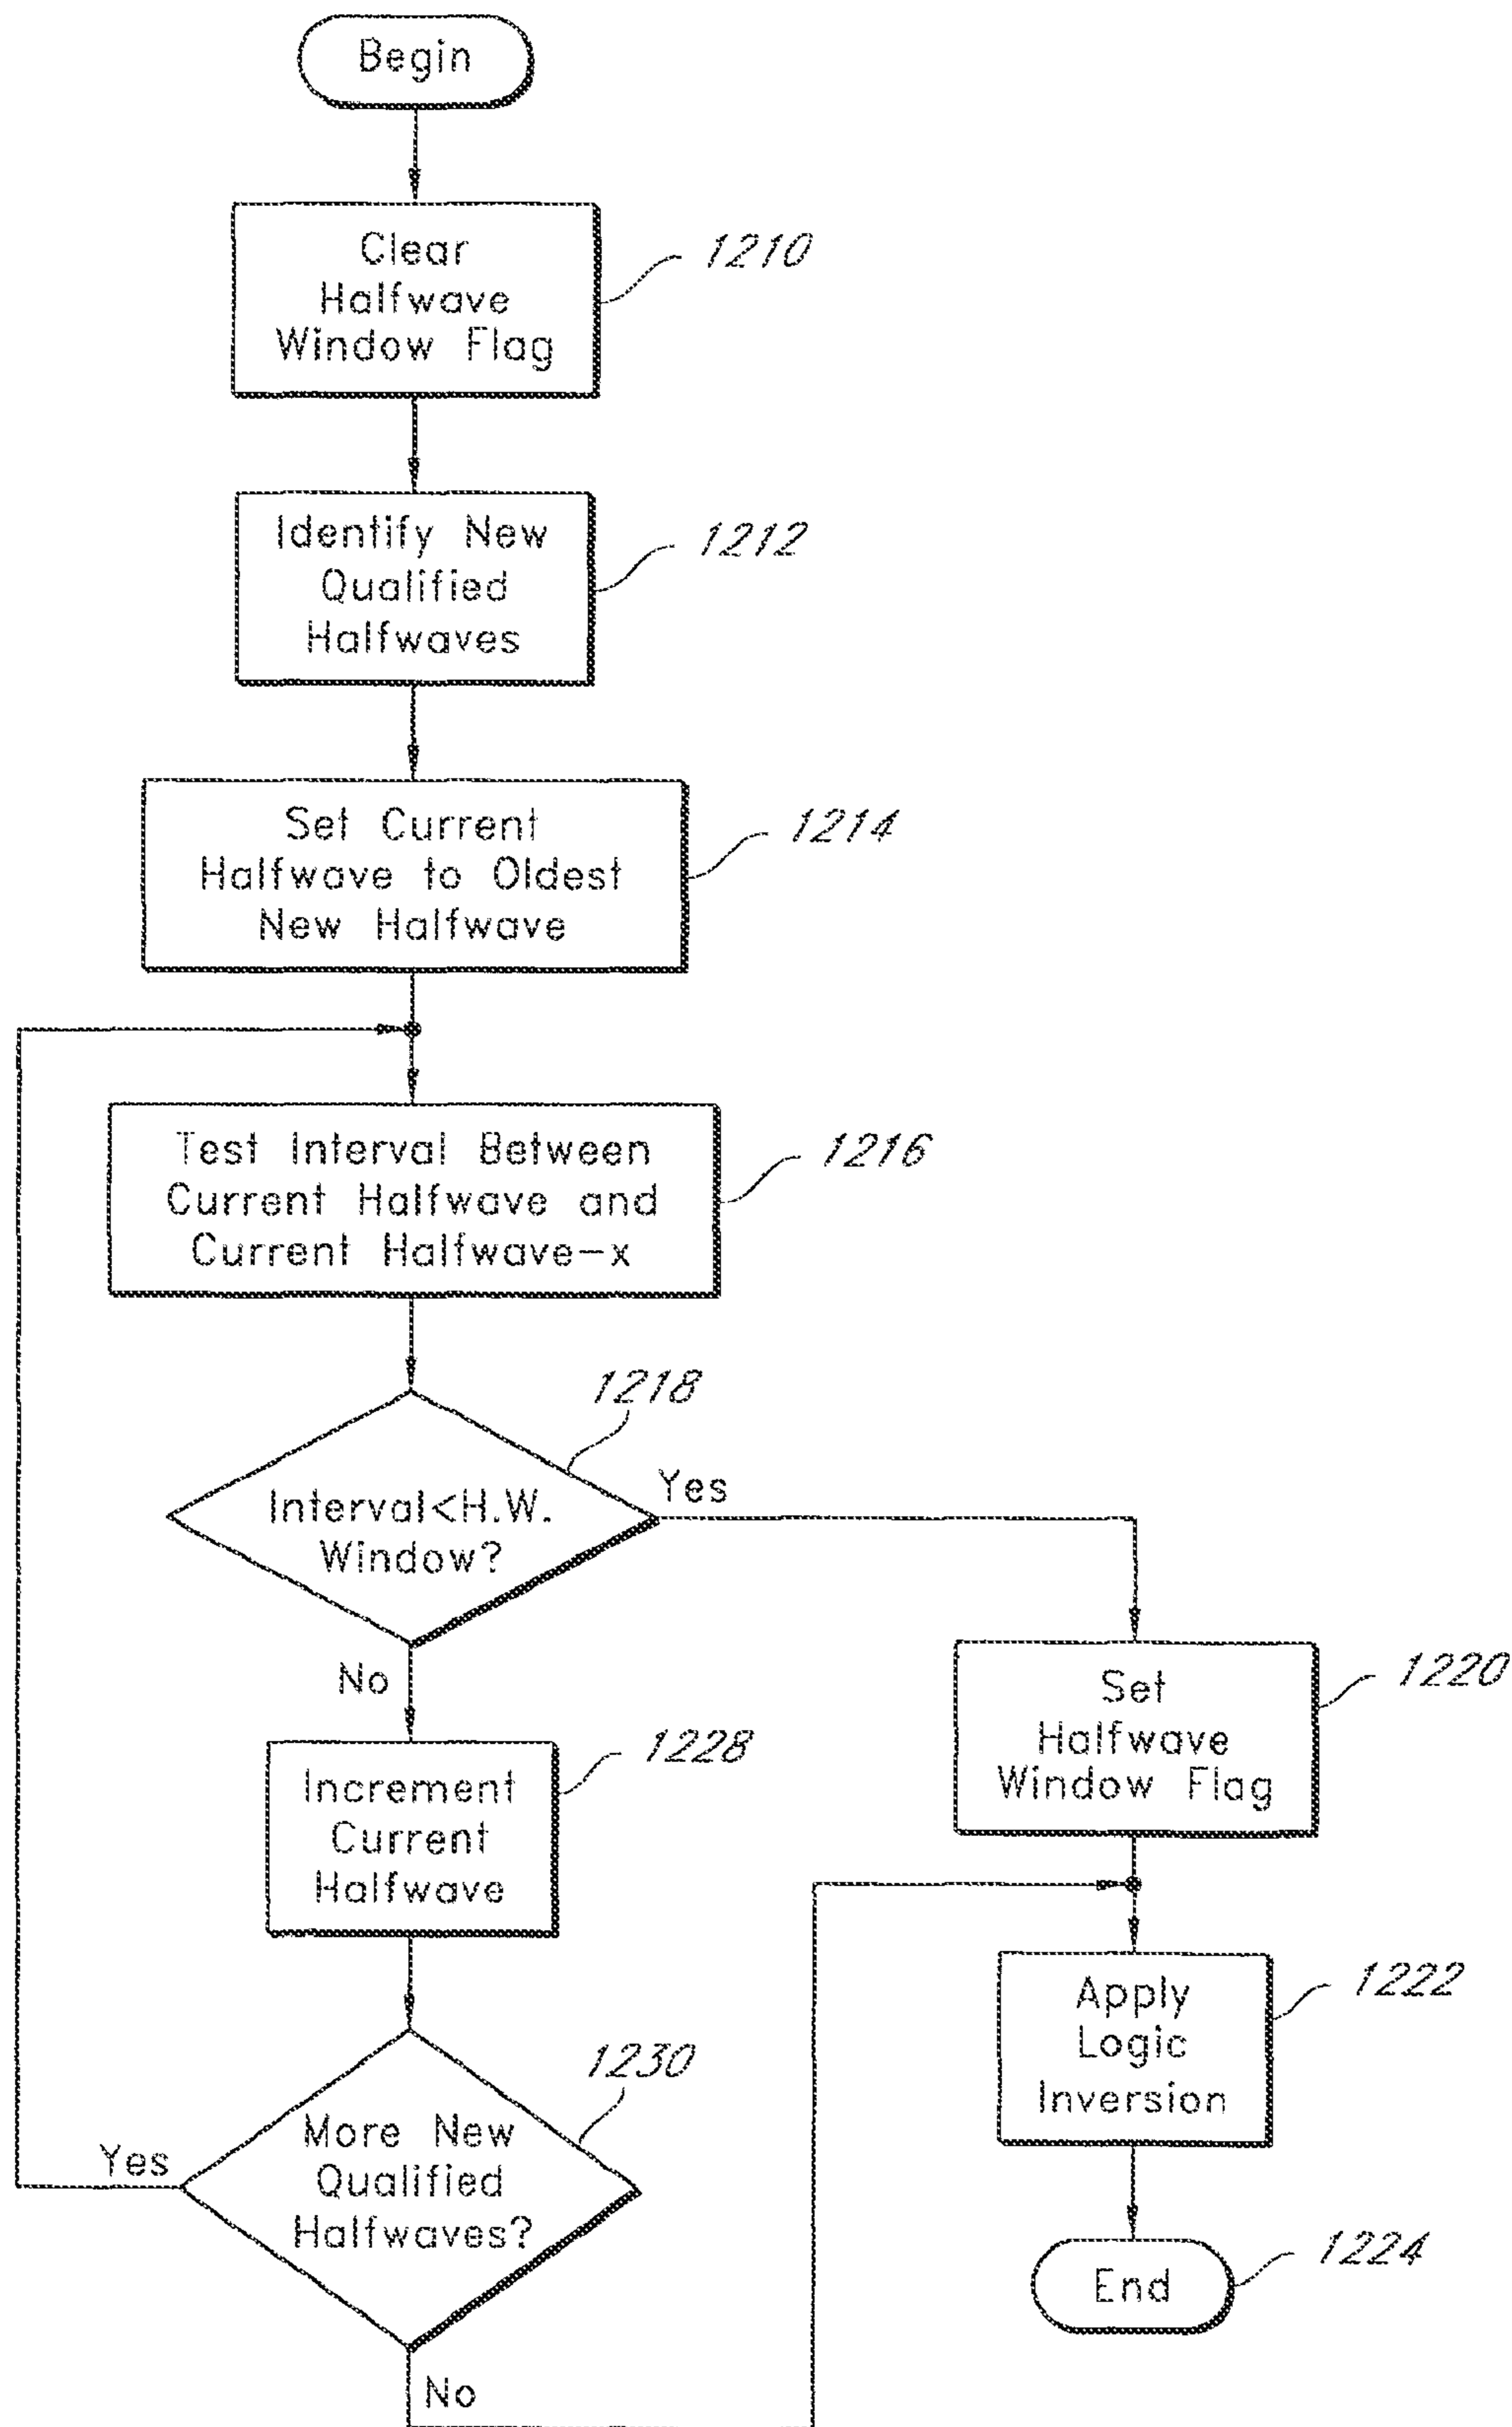 Begin
Clear
Halfwave
Window Flag
1210
Identify New
Qualified
Halfwaves
1212
Set Current
Halfwave to Oldest
New Halfwave
1214
Test Interval Between
Current Halfwave and
Current Halfwave-x
1216
1218
Interval<H.W.
Window?
Yes
No
Set
Halfwave
Window Flag
1220
Increment
Current
Halfwave
1228
Apply
Logic
Inversion
1222
1230
More New
Qualified
Halfwaves?
Yes
No
End
1224